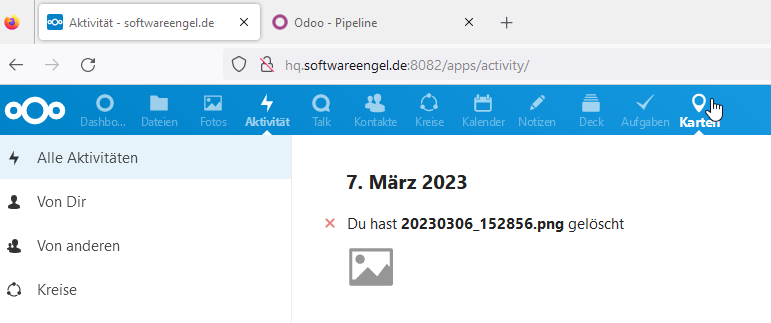 Aktivität - softwareengel.de
Odoo - Pipeline
hq.softwareengel.de:8082/apps/activity/
Dashbo... Dateien Fotos Aktivität Talk Kontakte Kreise Kalender Notizen Deck Aufgaben Karten
Alle Aktivitäten
Von Dir
Von anderen
Kreise
7. März 2023
Du hast 20230306_152856.png gelöscht